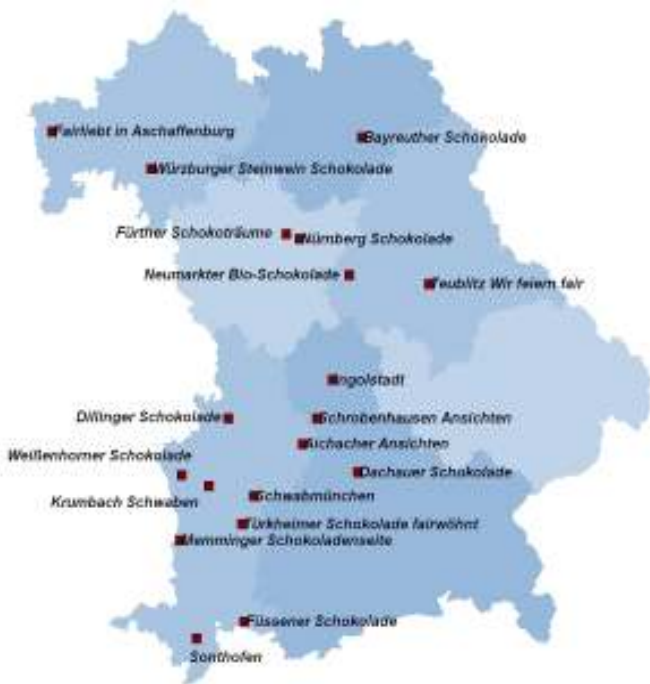 Fairliebt in Aschaffenburg
Bayreuther Schokolade
Würzburger Steinwein Schokolade
Fürther Schokoträume
Nürnberg Schokolade
Neumarkter Bio-Schokolade
Teublitz Wir feiern fair
Ingolstadt
Dillinger Schokolade
Schrobenhausen Ansichten
Aichacher Ansichten
Weißenhorner Schokolade
Dachauer Schokolade
Krumbach Schwaben
Schwabmünchen
Türkheimer Schokolade fairwöhnt
Memminger Schokoladenseite
Füssener Schokolade
Sonthofen